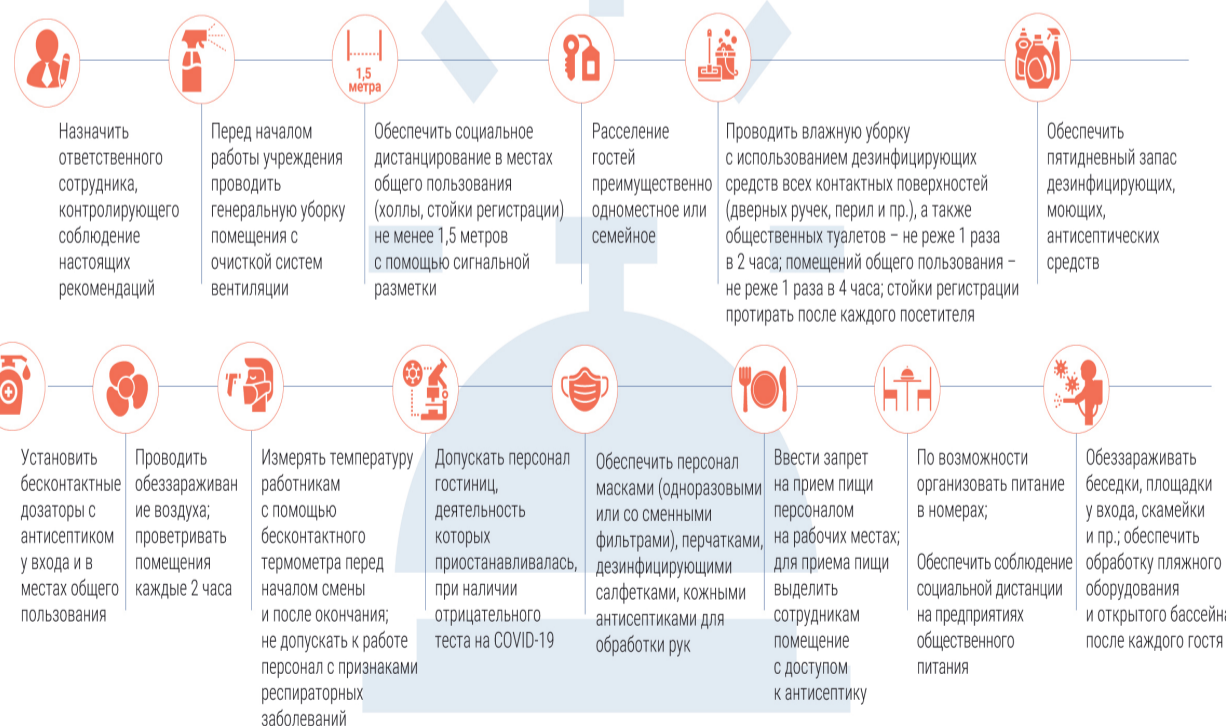 1,5
метра
Назначить
ответственного
сотрудника,
контролирующего
соблюдение
настоящих
рекомендаций
Перед началом
работы учреждения
проводить
генеральную уборку
помещения с
очисткой систем
вентиляции
Обеспечить социальное
дистанцирование в местах
общего пользования
(холлы, стойки регистрации)
не менее 1,5 метров
с помощью сигнальной
разметки
Расселение
гостей
преимущественно
одноместное или
семейное
Проводить влажную уборку
с использованием дезинфицирующих
средств всех контактных поверхностей
(дверных ручек, перил и пр.), а также
общественных туалетов – не реже 1 раза
в 2 часа; помещений общего пользования –
не реже 1 раза в 4 часа; стойки регистрации
протирать после каждого посетителя
Обеспечить
пятидневный запас
дезинфицирующих,
моющих,
антисептических
средств
Установить
бесконтактные
дозаторы с
антисептиком
у входа и в
местах общего
пользования
Проводить
обеззараживан
ие воздуха;
проветривать
помещения
каждые 2 часа
Измерять температуру
работникам
с помощью
бесконтактного
термометра перед
началом смены
и после окончания;
не допускать к работе
персонал с признаками
респираторных
заболеваний
Допускать персонал
гостиниц,
деятельность
которых
приостанавливалась,
при наличии
отрицательного
теста на COVID-19
Обеспечить персонал
масками (одноразовыми
или со сменными
фильтрами), перчатками,
дезинфицирующими
салфетками, кожными
антисептиками для
обработки рук
Ввести запрет
на прием пищи
персоналом
на рабочих местах;
для приема пищи
выделить
сотрудникам
помещение
с доступом
к антисептику
По возможности
организовать питание
в номерах;
Обеспечить соблюдение
социальной дистанции
на предприятиях
общественного
питания
Обеззараживать
беседки, площадки
у входа, скамейки
и пр.; обеспечить
обработку пляжного
оборудования
и открытого бассейна
после каждого гостя